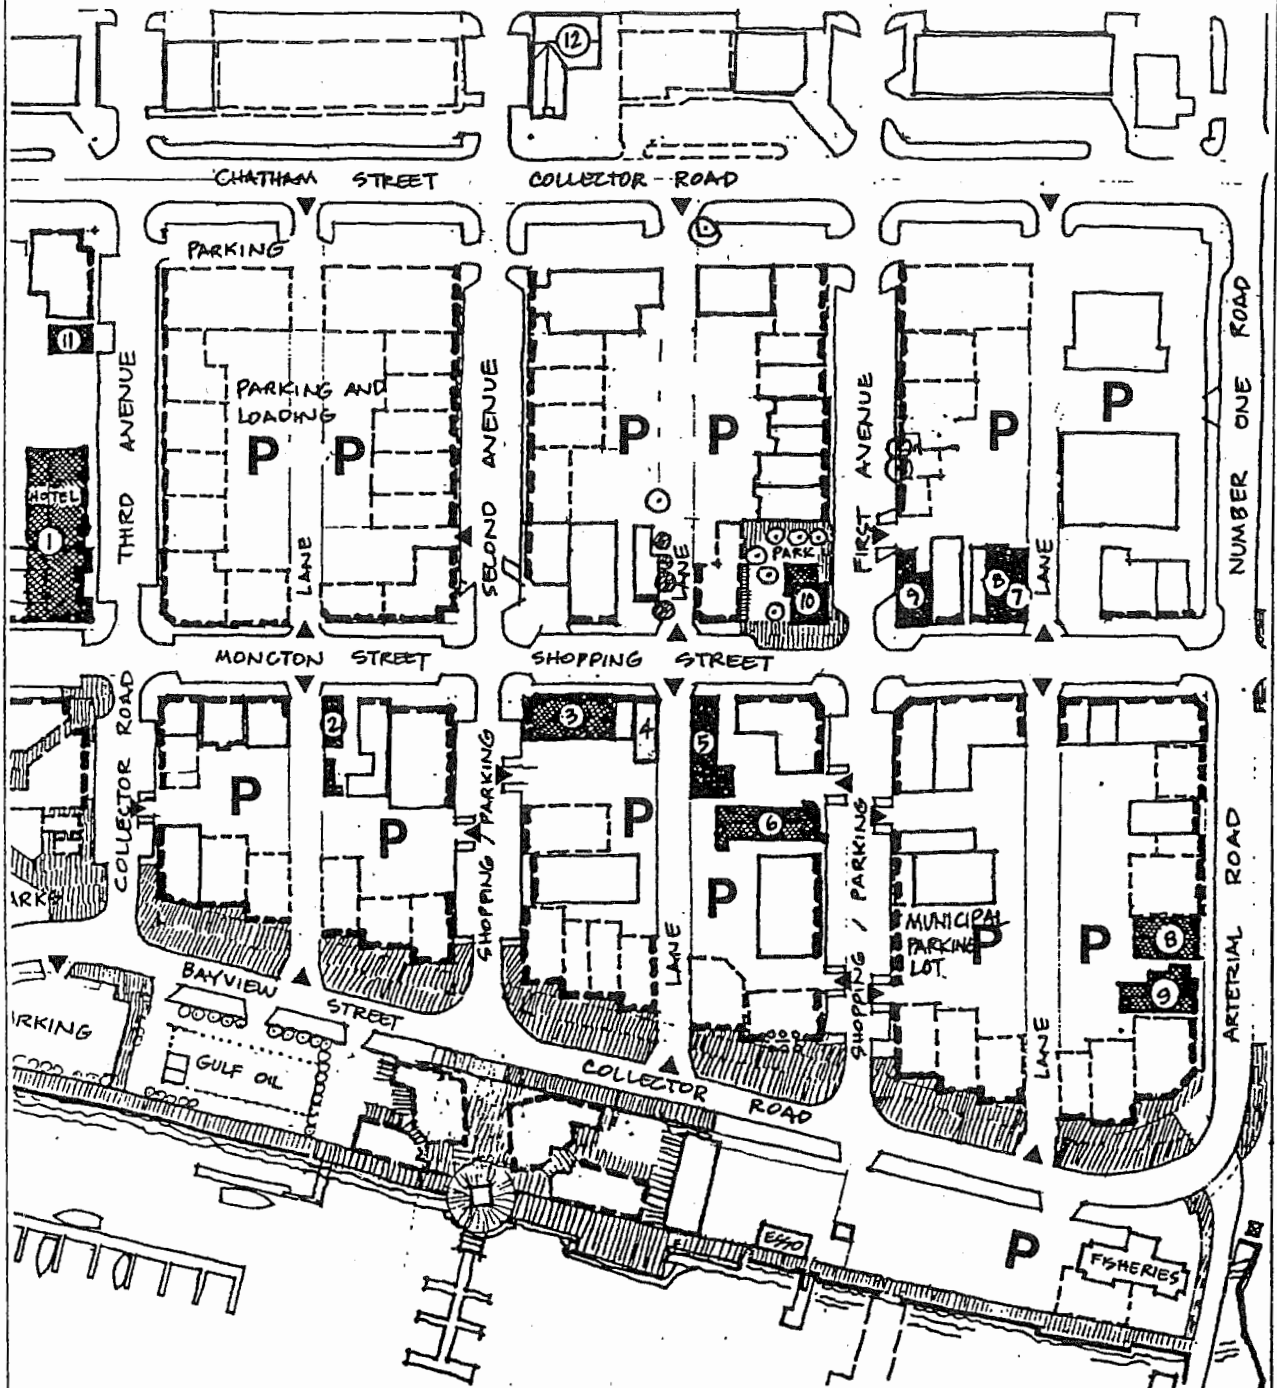 12
CHATHAM STREET COLLECTOR ROAD
PARKING
11
THIRD AVENUE
PARKING AND
LOADING
P P
SECOND AVENUE
P P
FIRST AVENUE
P
P
NUMBER ONE ROAD
HOTEL
1
LANE
LANE
PARK
10
9
8
7
LANE
MONCTON STREET SHOPPING STREET
COLLECTOR ROAD
2
3
4
5
6
P
P
SHOPPING / PARKING
P
P
LANE
SHOPPING / PARKING
MUNICIPAL
PARKING
LOT.
P
P
8
9
LANE
ARTERIAL ROAD
BAYVIEW
STREET
COLLECTOR
ROAD
GULF OIL
ESSO
P
FISHERIES